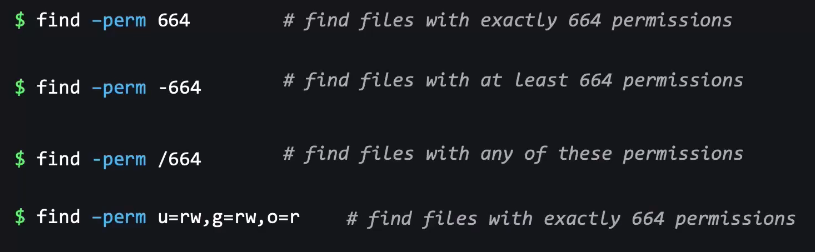 $ find –perm 664 # find files with exactly 664 permissions
$ find –perm -664 # find files with at least 664 permissions
$ find -perm /664 # find files with any of these permissions
$ find –perm u=rw,g=rw,o=r # find files with exactly 664 permissions